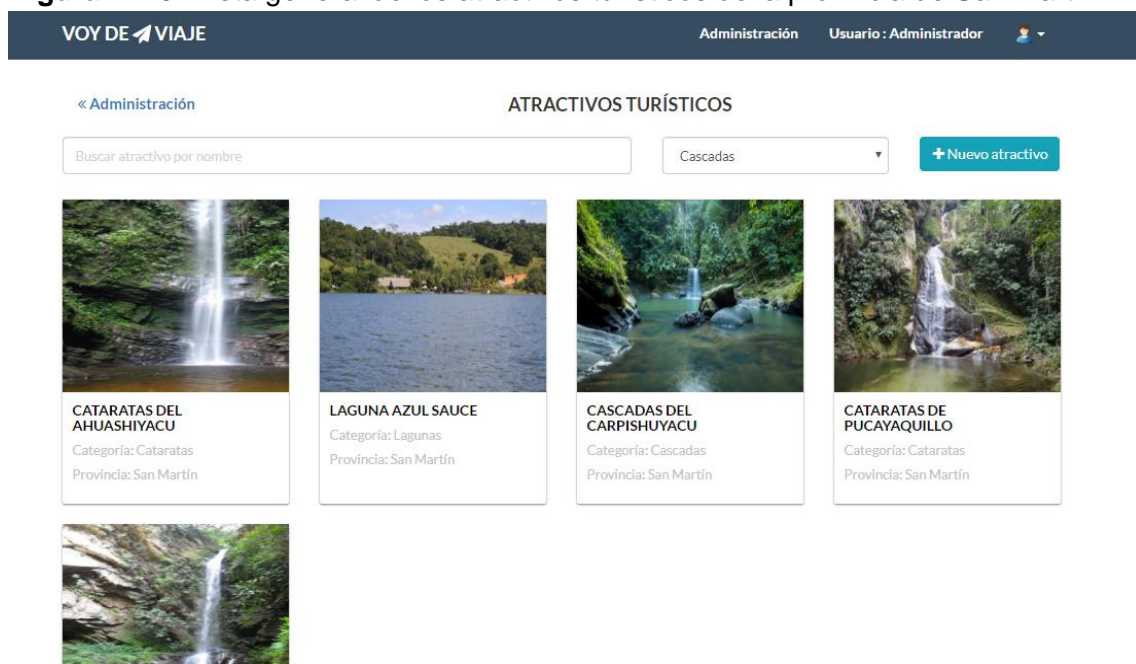 VOY DE VIAJE
Administración Usuario : Administrador
« Administración
ATRACTIVOS TURÍSTICOS
Buscar atractivo por nombre
Cascadas
+ Nuevo atractivo
CATARATAS DEL
AHUASHIYACU
Categoría: Cataratas
Provincia: San Martín
LAGUNA AZUL SAUCE
Categoría: Lagunas
Provincia: San Martín
CASCADAS DEL
CARPISHUYACU
Categoría: Cascadas
Provincia: San Martín
CATARATAS DE
PUCAYAQUILLO
Categoría: Cataratas
Provincia: San Martín